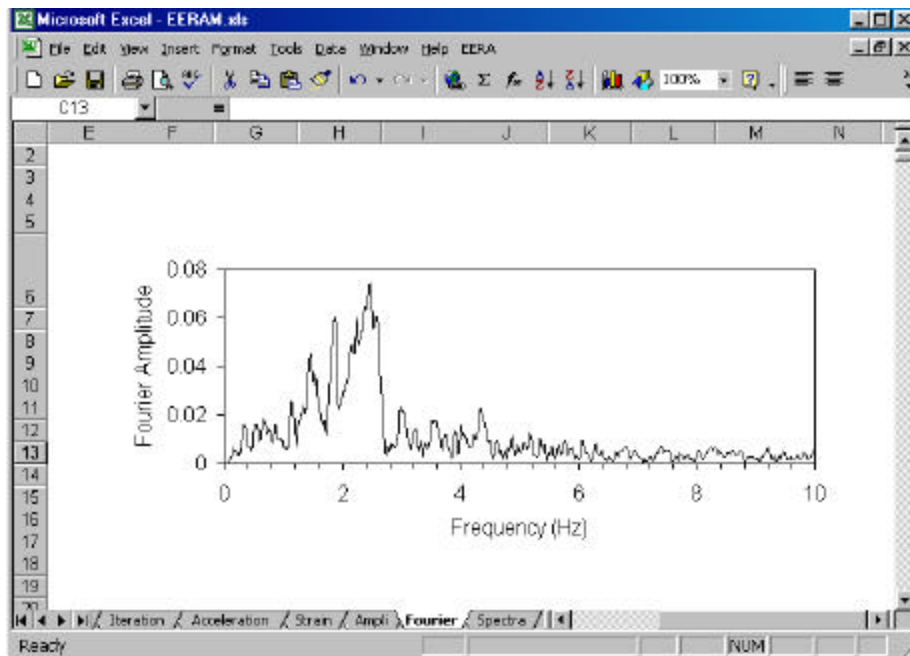 Microsoft Excel - EERAM.xls
File Edit View Insert Format Tools Data Window Help EERA
100%
C13 =
E F G H I J K L M N
2
3
4
5
6
7
8
9
10
11
12
13
14
15
16
17
18
19
20
Fourier Amplitude
0.08
0.06
0.04
0.02
0
0 2 4 6 8 10
Frequency (Hz)
Iteration Acceleration Strain Ampli Fourier Spectra
Ready NUM